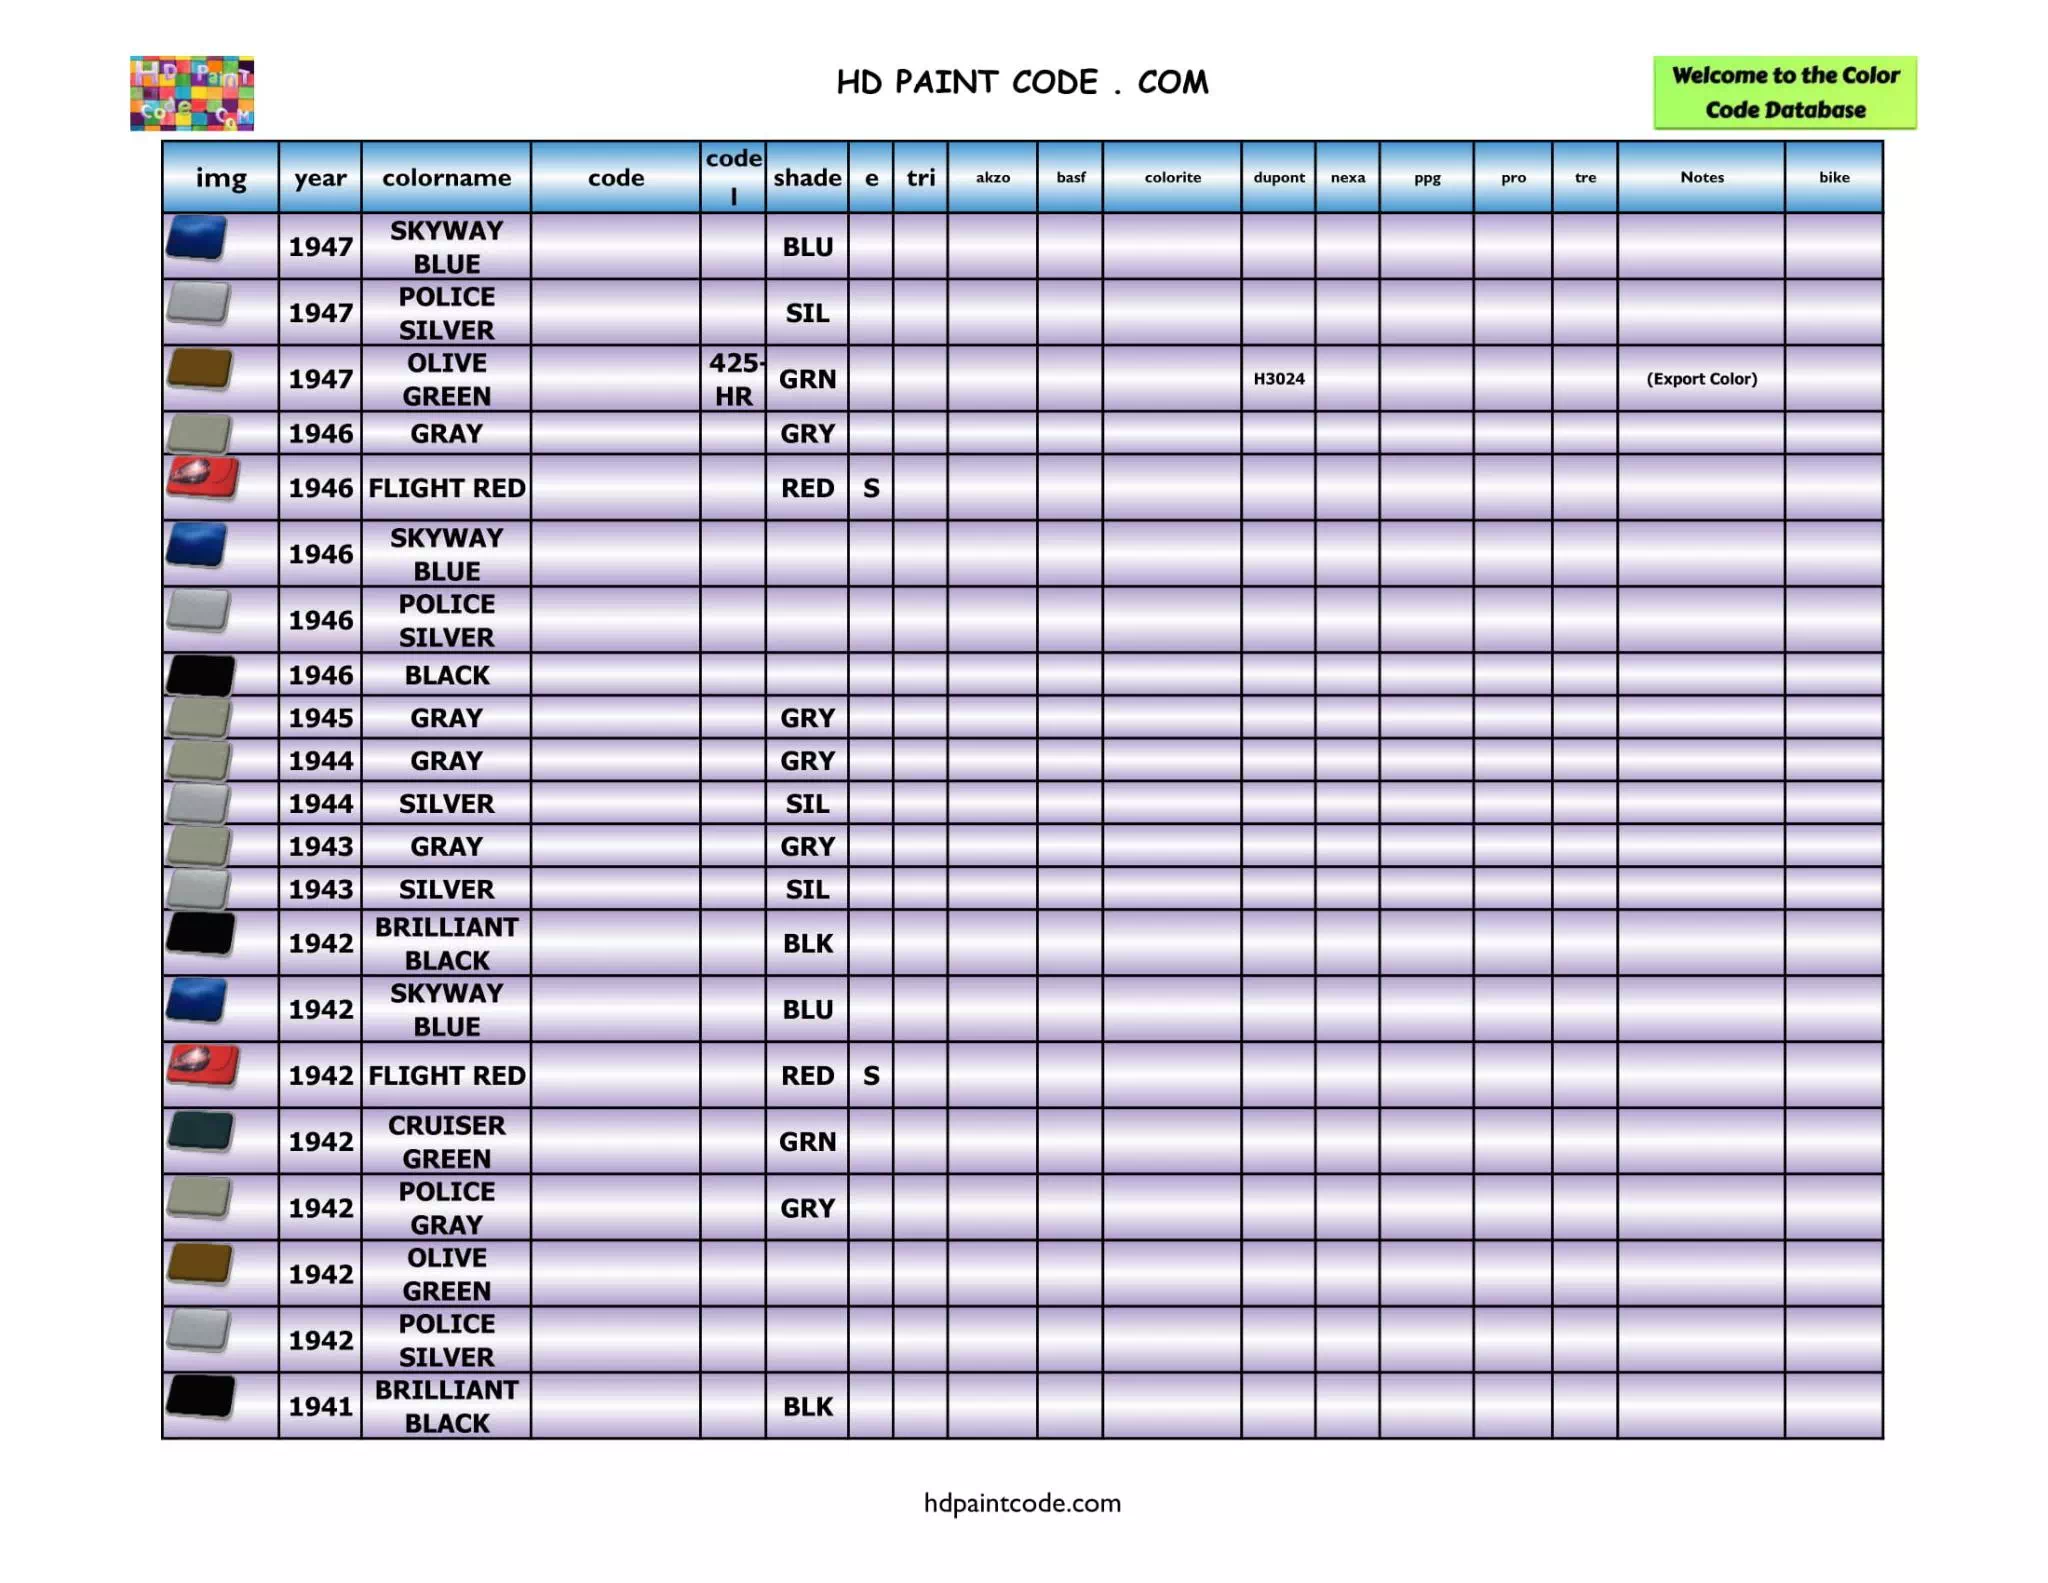 HD Paint
Code .CoM
HD PAINT CODE . COM
Welcome to the Color
Code Database
img year colorname code code l shade e tri akzo basf colorite dupont nexa ppg pro tre Notes bike
1947 SKYWAY BLUE BLU
1947 POLICE SILVER SIL
1947 OLIVE GREEN 425-HR GRN H3024 (Export Color)
1946 GRAY GRY
1946 FLIGHT RED RED S
1946 SKYWAY BLUE
1946 POLICE SILVER
1946 BLACK
1945 GRAY GRY
1944 GRAY GRY
1944 SILVER SIL
1943 GRAY GRY
1943 SILVER SIL
1942 BRILLIANT BLACK BLK
1942 SKYWAY BLUE BLU
1942 FLIGHT RED RED S
1942 CRUISER GREEN GRN
1942 POLICE GRAY GRY
1942 OLIVE GREEN
1942 POLICE SILVER
1941 BRILLIANT BLACK BLK
hdpaintcode.com